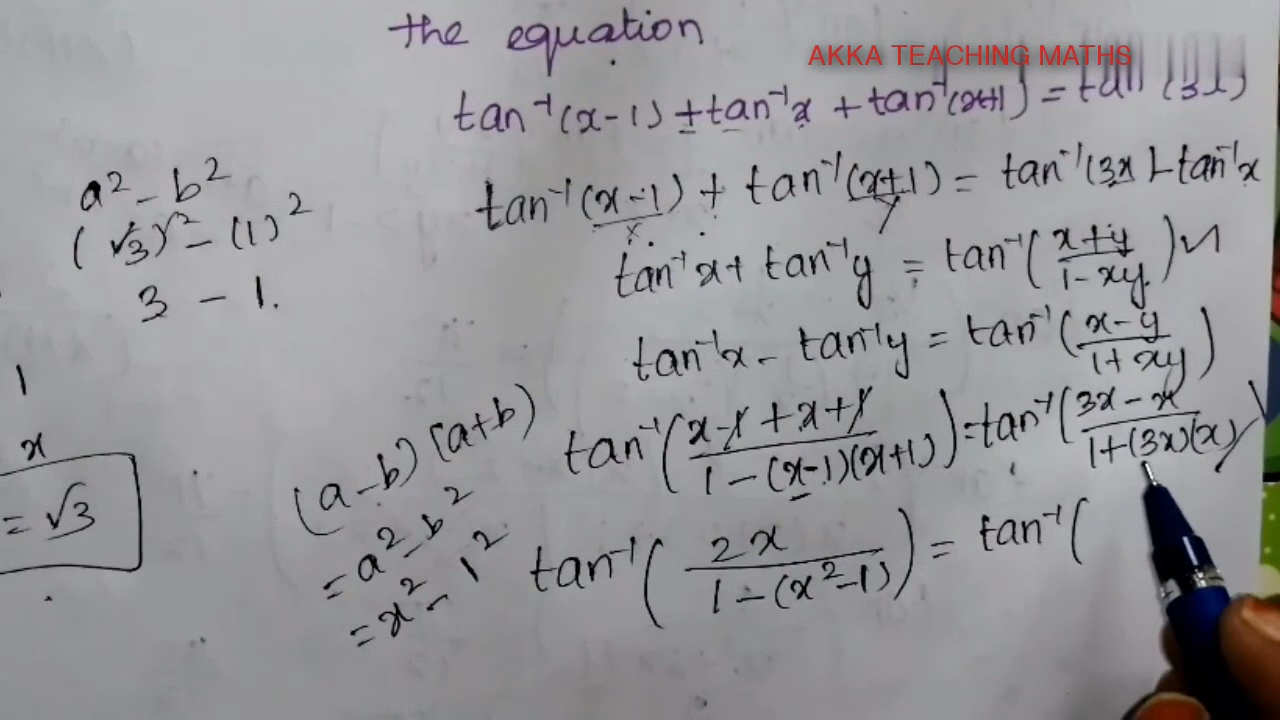 the equation
AKKA TEACHING MATHS
tan⁻¹(x-1) + tan⁻¹x + tan⁻¹(x+1) = tan⁻¹(3x)
a² - b²
(√3)² - (1)²
3 - 1.
tan⁻¹(x-1) + tan⁻¹(x+1) = tan⁻¹(3x) - tan⁻¹x
x y
tan⁻¹x + tan⁻¹y = tan⁻¹((x+y)/(1-xy))
tan⁻¹x - tan⁻¹y = tan⁻¹((x-y)/(1+xy))
1
x
= √3
(a-b)(a+b)
= a² - b²
= x² - 1²
tan⁻¹((x-1+x+1)/(1-(x-1)(x+1))) = tan⁻¹((3x-x)/(1+(3x)(x)))
tan⁻¹(2x/(1-(x²-1))) = tan⁻¹(